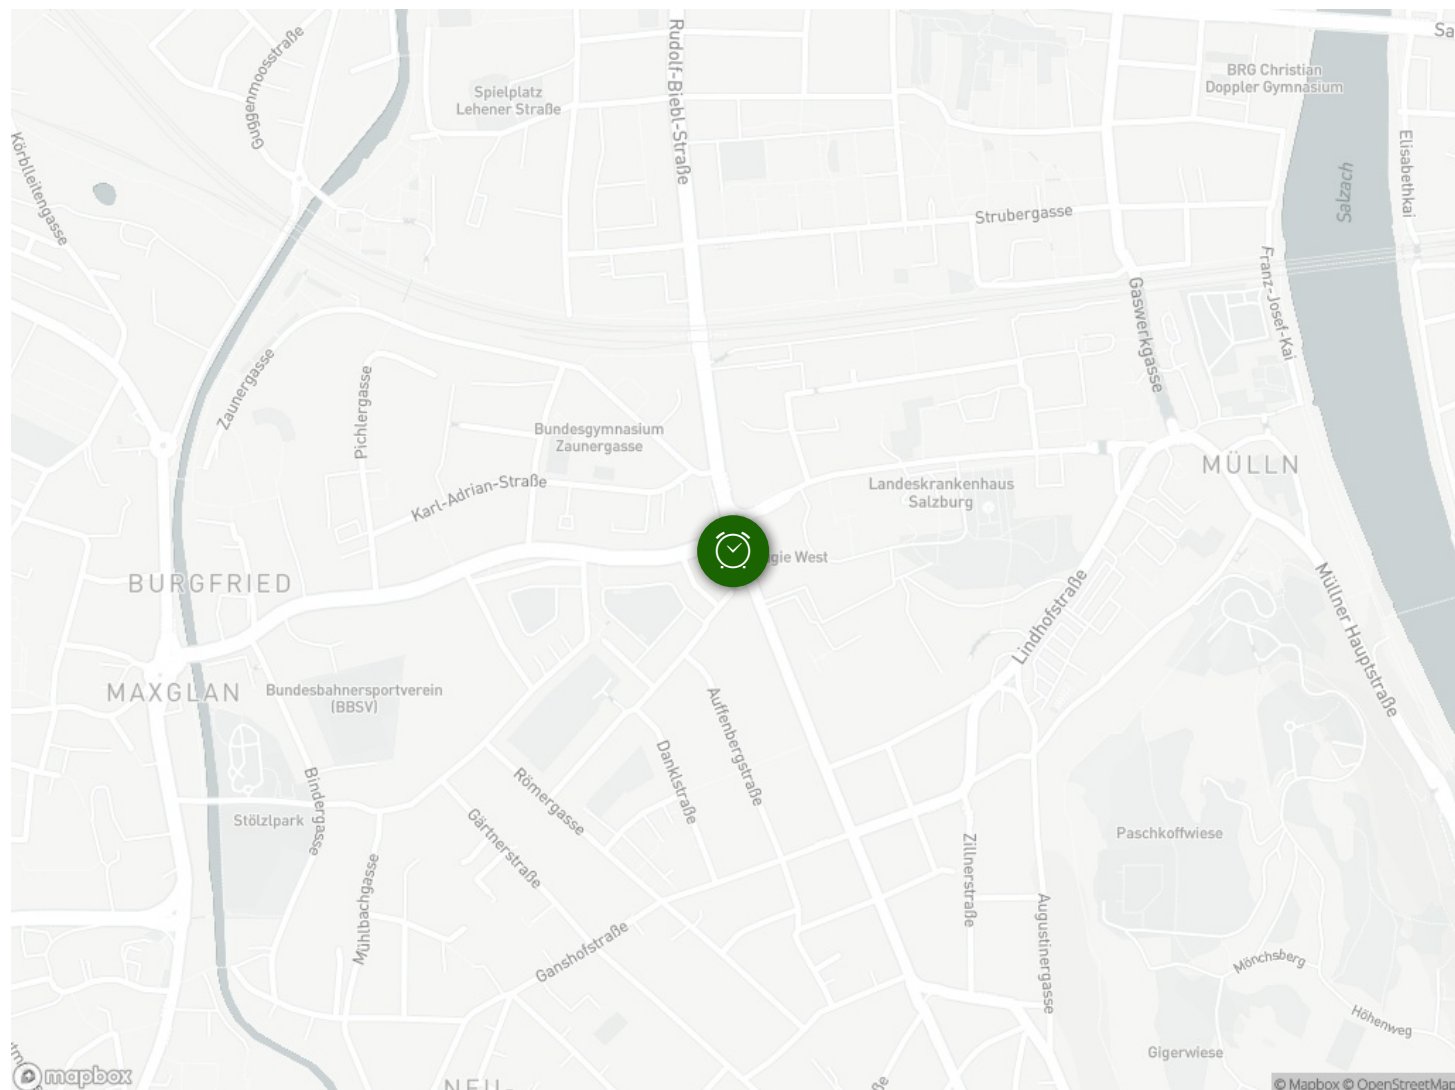 Sa
Rudolf-Biebl-Straße
Guggenmoosstraße
BRG Christian
Doppler Gymnasium
Spielplatz
Lehener Straße
Körblleitengasse
Elisabethkai
Salzach
Strubergasse
Franz-Josef-Kai
Gaswerkgasse
Zaunergasse
Pichlergasse
Bundesgymnasium
Zaunergasse
MÜLLN
Karl-Adrian-Straße
Landeskrankenhaus
Salzburg
gie West
BURGFRIED
Lindhofstraße
Müllner Hauptstraße
MAXGLAN
Bundesbahnersportverein
(BBSV)
Auffenbergstraße
Danklstraße
Bindergasse
Römergasse
Stölzlpark
Gärtnerstraße
Paschkoffwiese
Zillnerstraße
Mühlbachgasse
Augustinergasse
Ganshofstraße
Mönchsberg
Höhenweg
Gigerwiese
mapbox
NEU-
© Mapbox © OpenStreetMap